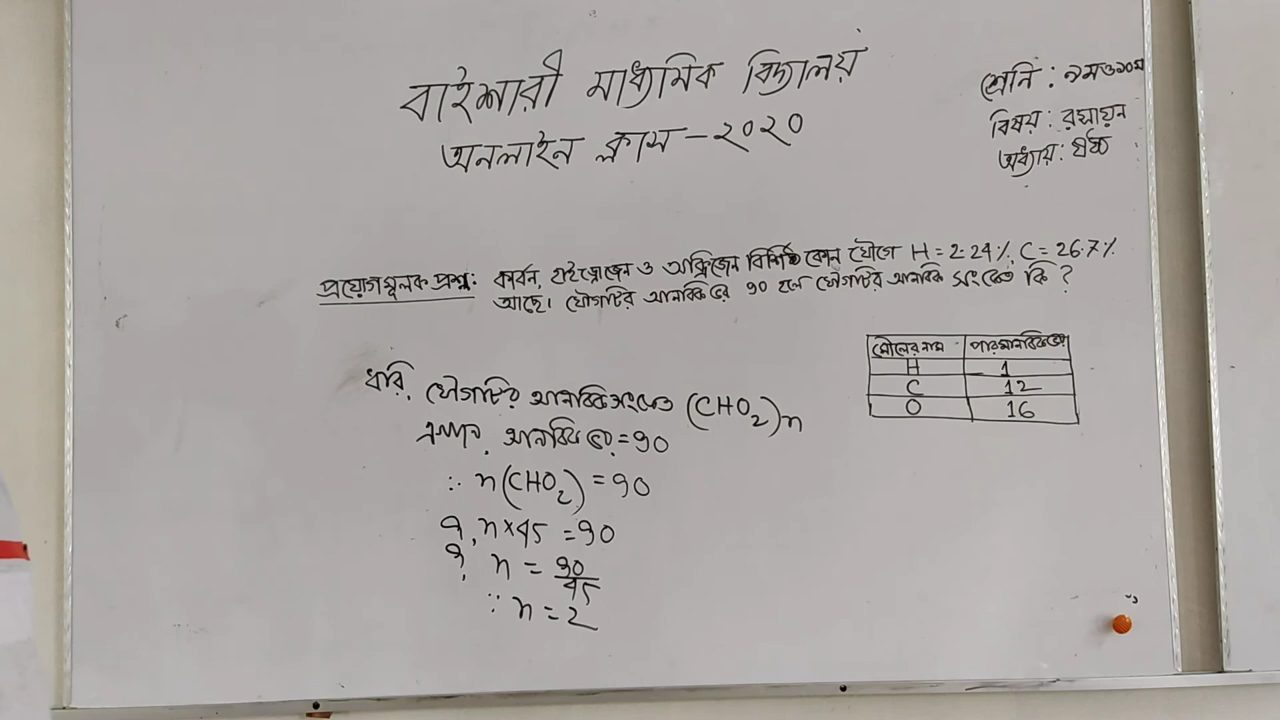 বাইশারী মাধ্যমিক বিদ্যালয়
অনলাইন ক্লাস - ২০২০
শ্রেনি : ৯ম ও ১০ম
বিষয় : রসায়ন
অধ্যায় : ষষ্ঠ
প্রয়োগমূলক প্রশ্ন : কার্বন, হাইড্রোজেন ও অক্সিজেন বিশিষ্ট কোন যৌগে H = 2.24%, C = 26.7%
আছে। যৌগটির আনবিক ভর 90 হলে যৌগটির আনবিক সংকেত কি ?
মৌলের নাম পারমানবিক ভর
H 1
C 12
O 16
ধরি, যৌগটির আনবিক সংকেত (CHO₂)n
এখানে, আনবিক ভর = 90
∴ n(CHO₂) = 90
বা, n×45 = 90
বা, n = 90/45
∵ n = 2